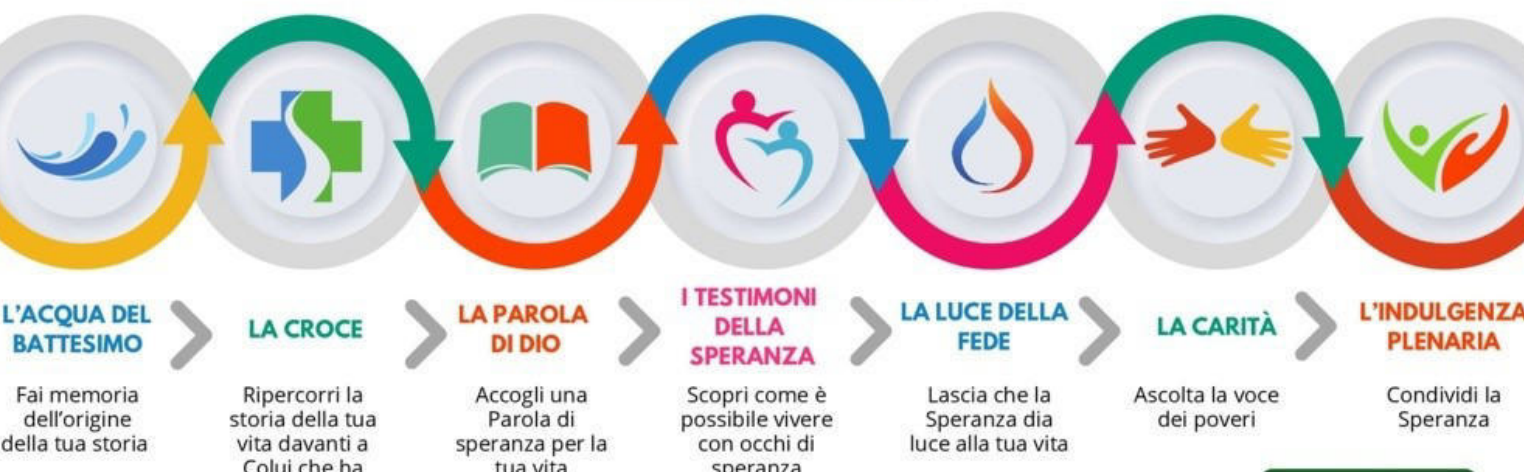 L'ACQUA DEL
BATTESIMO
Fai memoria
dell'origine
della tua storia
LA CROCE
Ripercorri la
storia della tua
vita davanti a
Colui che ha
LA PAROLA
DI DIO
Accogli una
Parola di
speranza per la
tua vita
I TESTIMONI
DELLA
SPERANZA
Scopri come è
possibile vivere
con occhi di
speranza
LA LUCE DELLA
FEDE
Lascia che la
Speranza dia
luce alla tua vita
LA CARITÀ
Ascolta la voce
dei poveri
L'INDULGENZA
PLENARIA
Condividi la
Speranza